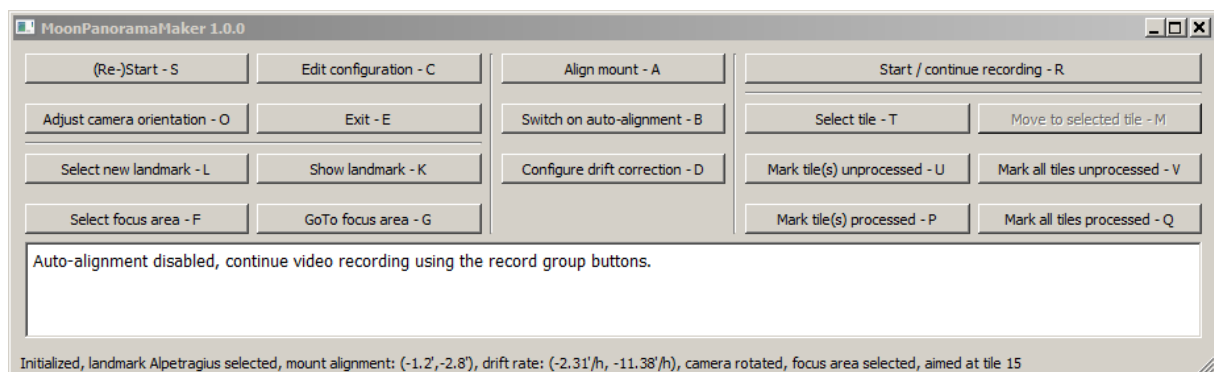 MoonPanoramaMaker 1.0.0
(Re-)Start - S
Edit configuration - C
Align mount - A
Start / continue recording - R
Adjust camera orientation - O
Exit - E
Switch on auto-alignment - B
Select tile - T
Move to selected tile - M
Select new landmark - L
Show landmark - K
Configure drift correction - D
Mark tile(s) unprocessed - U
Mark all tiles unprocessed - V
Select focus area - F
GoTo focus area - G
Mark tile(s) processed - P
Mark all tiles processed - Q
Auto-alignment disabled, continue video recording using the record group buttons.
Initialized, landmark Alpetragius selected, mount alignment: (-1.2',-2.8'), drift rate: (-2.31'/h, -11.38'/h), camera rotated, focus area selected, aimed at tile 15